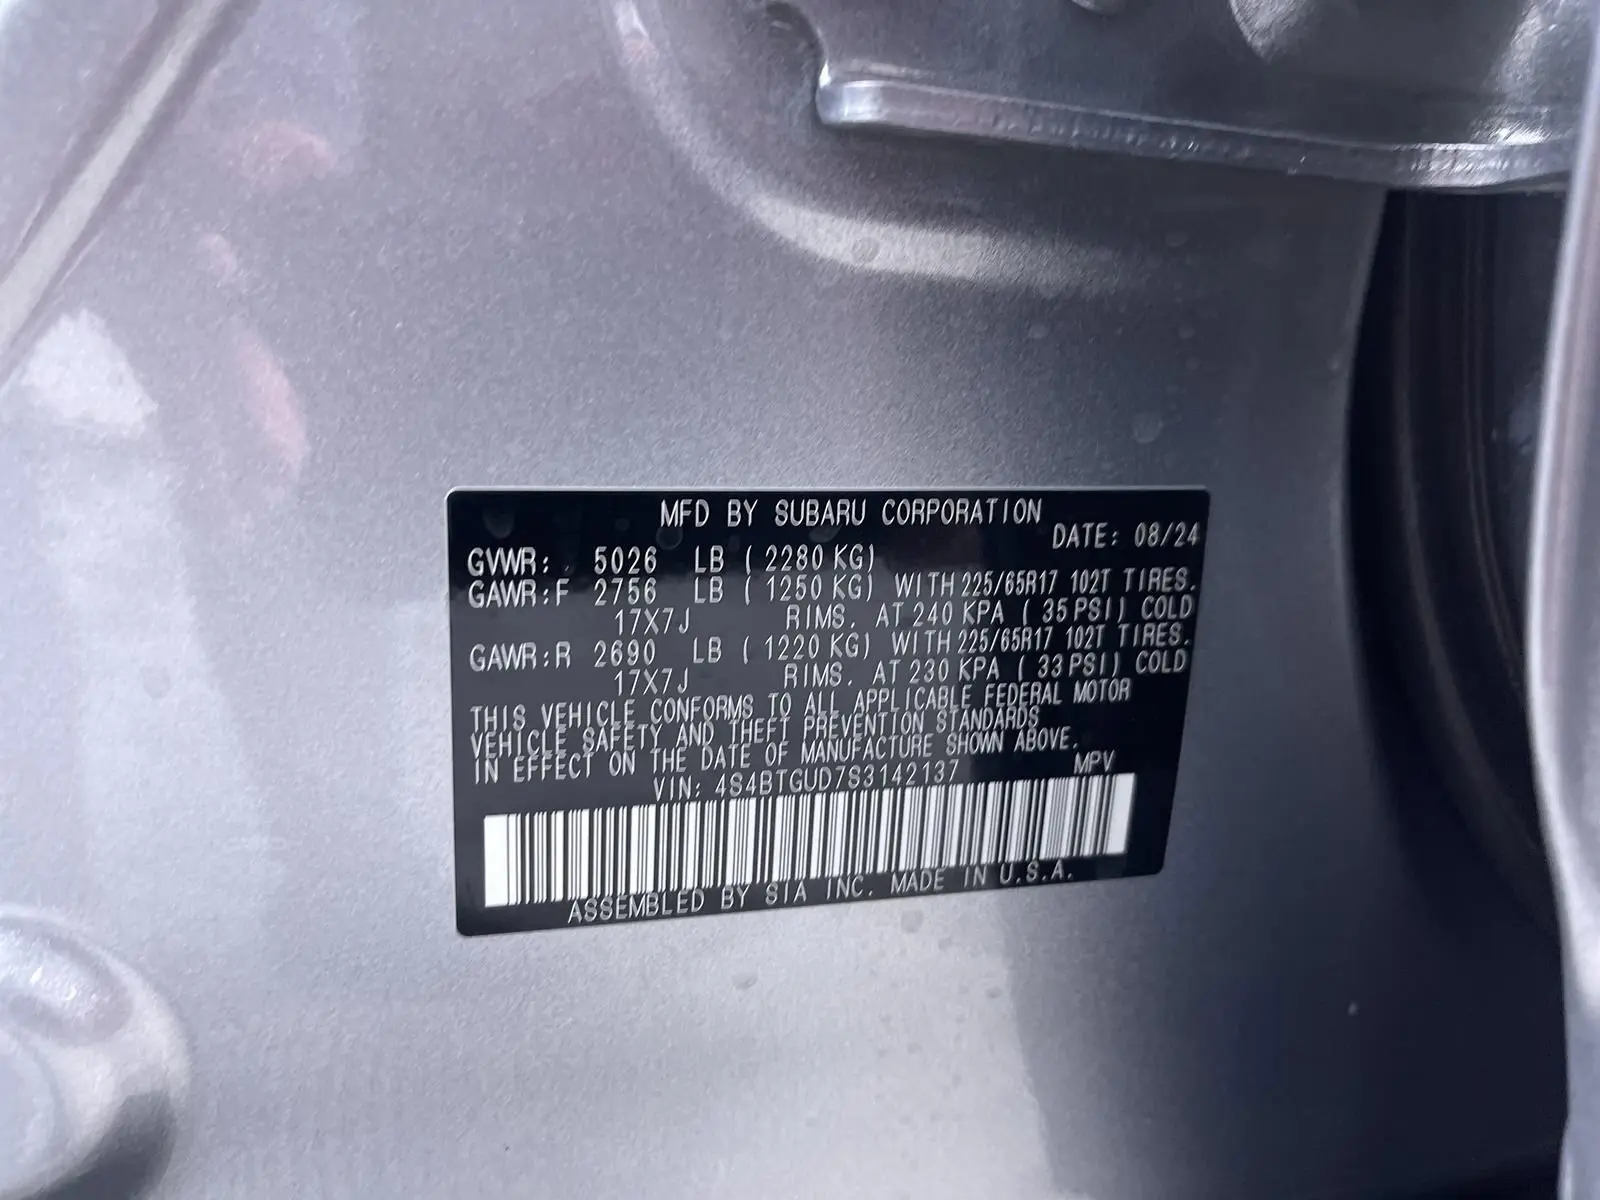 MFD BY SUBARU CORPORATION
DATE: 08/24
GVWR: 5026 LB ( 2280 KG)
GAWR:F 2756 LB ( 1250 KG) WITH 225/65R17 102T TIRES.
17X7J RIMS. AT 240 KPA ( 35 PSI) COLD
GAWR:R 2690 LB ( 1220 KG) WITH 225/65R17 102T TIRES.
17X7J RIMS. AT 230 KPA ( 33 PSI) COLD
THIS VEHICLE CONFORMS TO ALL APPLICABLE FEDERAL MOTOR
VEHICLE SAFETY AND THEFT PREVENTION STANDARDS
IN EFFECT ON THE DATE OF MANUFACTURE SHOWN ABOVE.
VIN: 4S4BTGUD7S3142137 MPV
ASSEMBLED BY SIA INC. MADE IN U.S.A.